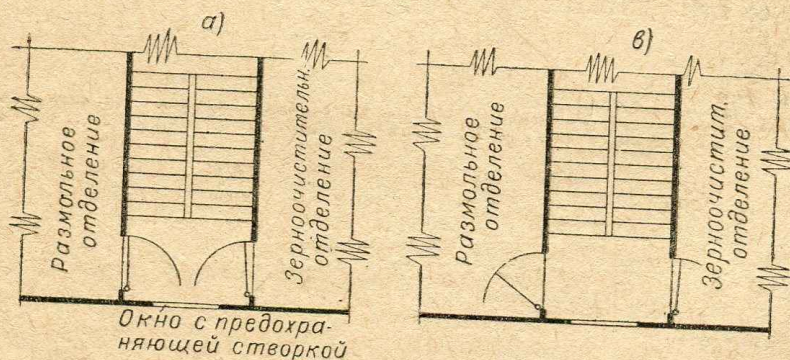 а)
Размольное
отделение
Зерноочистительн.
отделение
Окно с предохра-
няющей створкой
в)
Размольное
отделение
Зерноочистит.
отделение